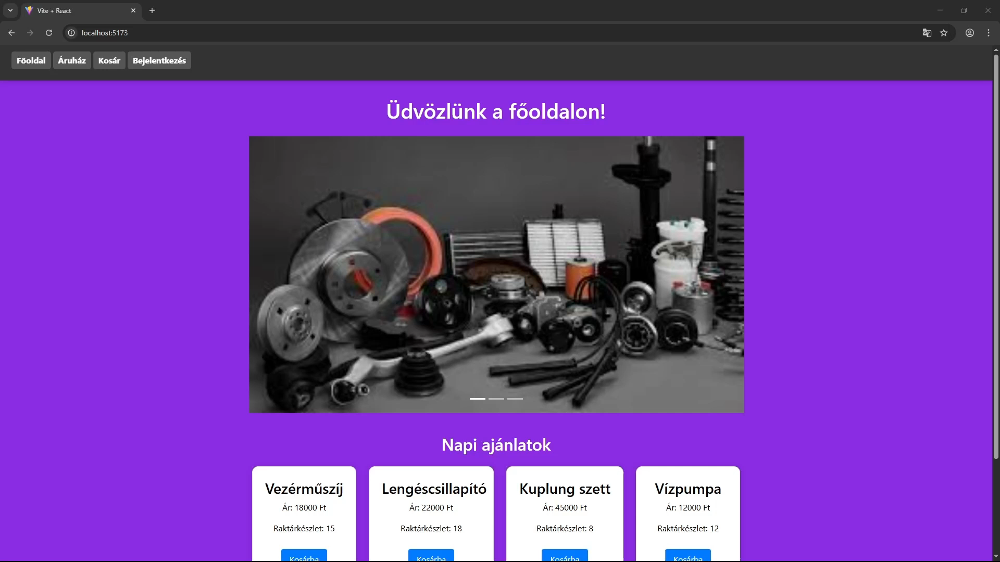 Vite + React
localhost:5173
Főoldal Áruház Kosár Bejelentkezés
Üdvözlünk a főoldalon!
Napi ajánlatok
Vezérműszíj
Ár: 18000 Ft
Raktárkészlet: 15
Kosárba
Lengéscsillapító
Ár: 22000 Ft
Raktárkészlet: 18
Kosárba
Kuplung szett
Ár: 45000 Ft
Raktárkészlet: 8
Kosárba
Vízpumpa
Ár: 12000 Ft
Raktárkészlet: 12
Kosárba